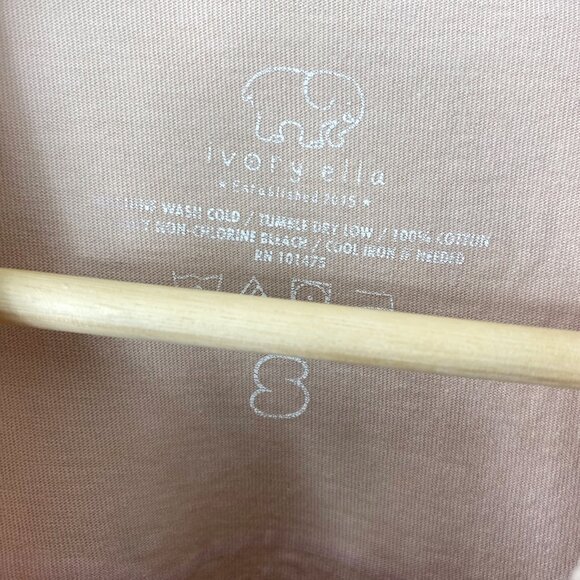 ivory ella
★ Established 2015 ★
WASH COLD / TUMBLE DRY LOW / 100% COTTON
NON-CHLORINE BLEACH / COOL IRON IF NEEDED
RN 101475
S